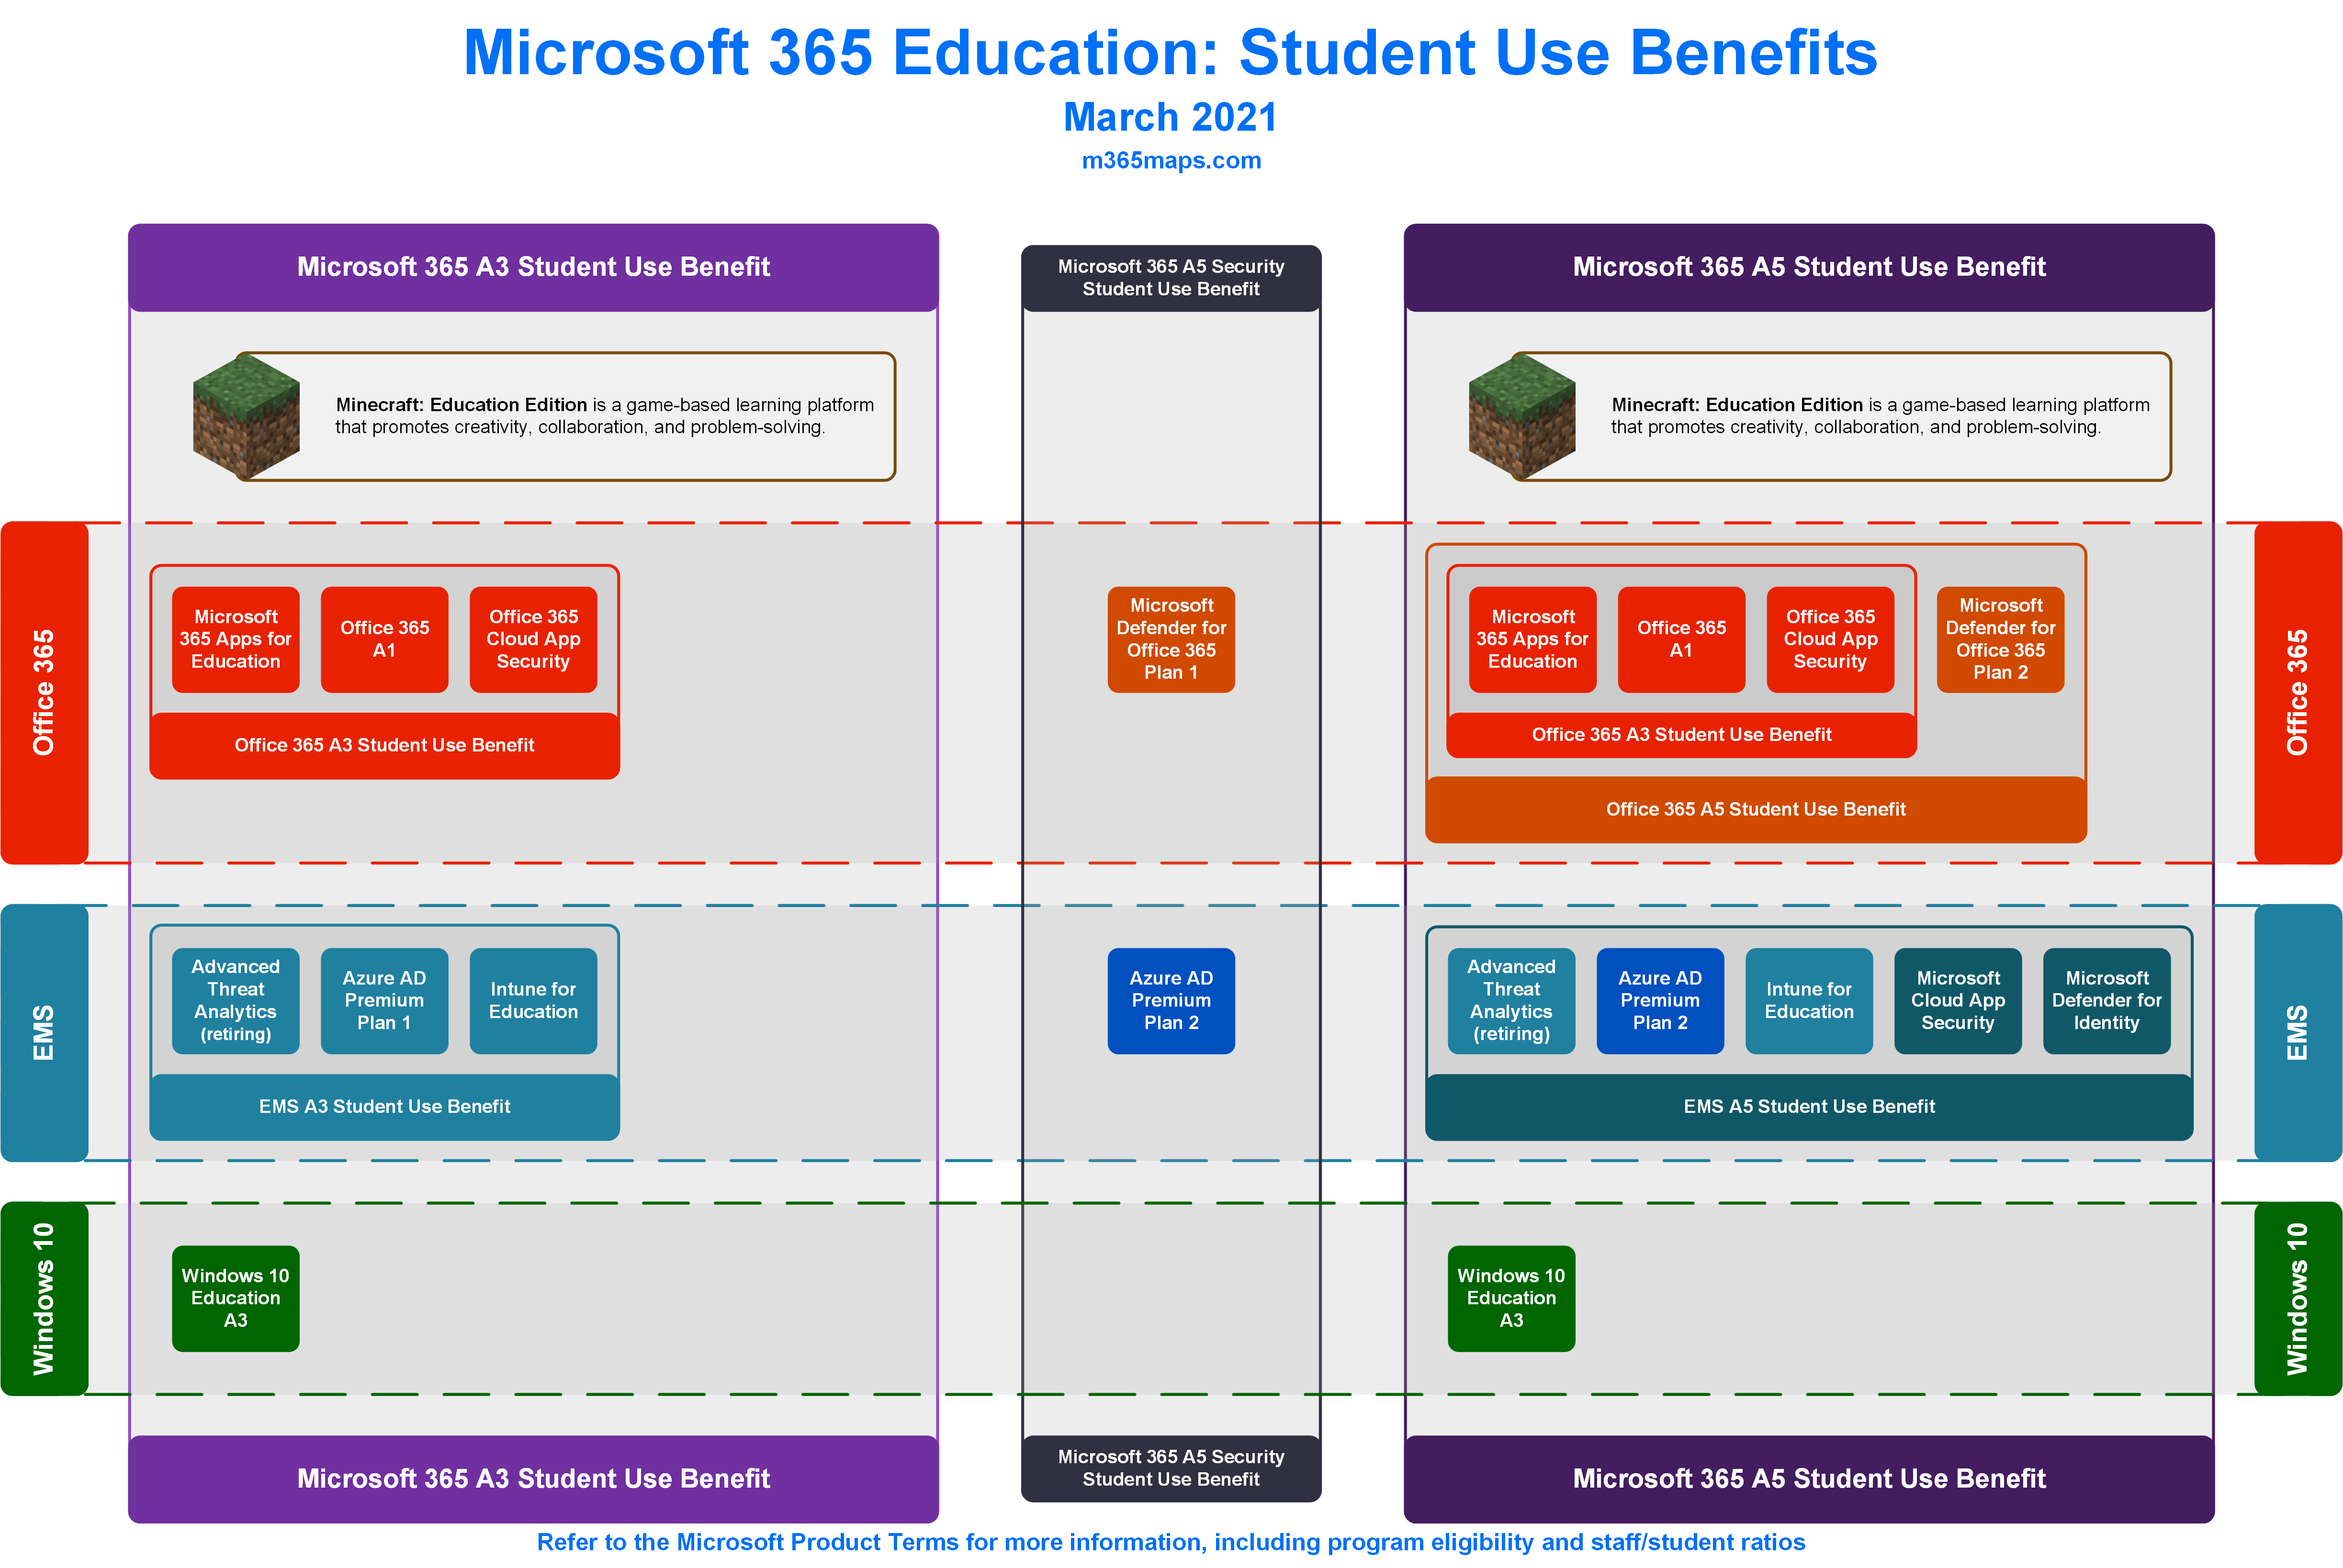 Microsoft 365 Education: Student Use Benefits
March 2021
m365maps.com
Microsoft 365 A3 Student Use Benefit
Microsoft 365 A5 Security
Student Use Benefit
Microsoft 365 A5 Student Use Benefit
Minecraft: Education Edition is a game-based learning platform
that promotes creativity, collaboration, and problem-solving.
Minecraft: Education Edition is a game-based learning platform
that promotes creativity, collaboration, and problem-solving.
Office 365
Microsoft
365 Apps for
Education
Office 365
A1
Office 365
Cloud App
Security
Office 365 A3 Student Use Benefit
Microsoft
Defender for
Office 365
Plan 1
Microsoft
365 Apps for
Education
Office 365
A1
Office 365
Cloud App
Security
Office 365 A3 Student Use Benefit
Microsoft
Defender for
Office 365
Plan 2
Office 365 A5 Student Use Benefit
Office 365
EMS
Advanced
Threat
Analytics
(retiring)
Azure AD
Premium
Plan 1
Intune for
Education
EMS A3 Student Use Benefit
Azure AD
Premium
Plan 2
Advanced
Threat
Analytics
(retiring)
Azure AD
Premium
Plan 2
Intune for
Education
Microsoft
Cloud App
Security
Microsoft
Defender for
Identity
EMS A5 Student Use Benefit
EMS
Windows 10
Windows 10
Education
A3
Windows 10
Education
A3
Windows 10
Microsoft 365 A3 Student Use Benefit
Microsoft 365 A5 Security
Student Use Benefit
Microsoft 365 A5 Student Use Benefit
Refer to the Microsoft Product Terms for more information, including program eligibility and staff/student ratios